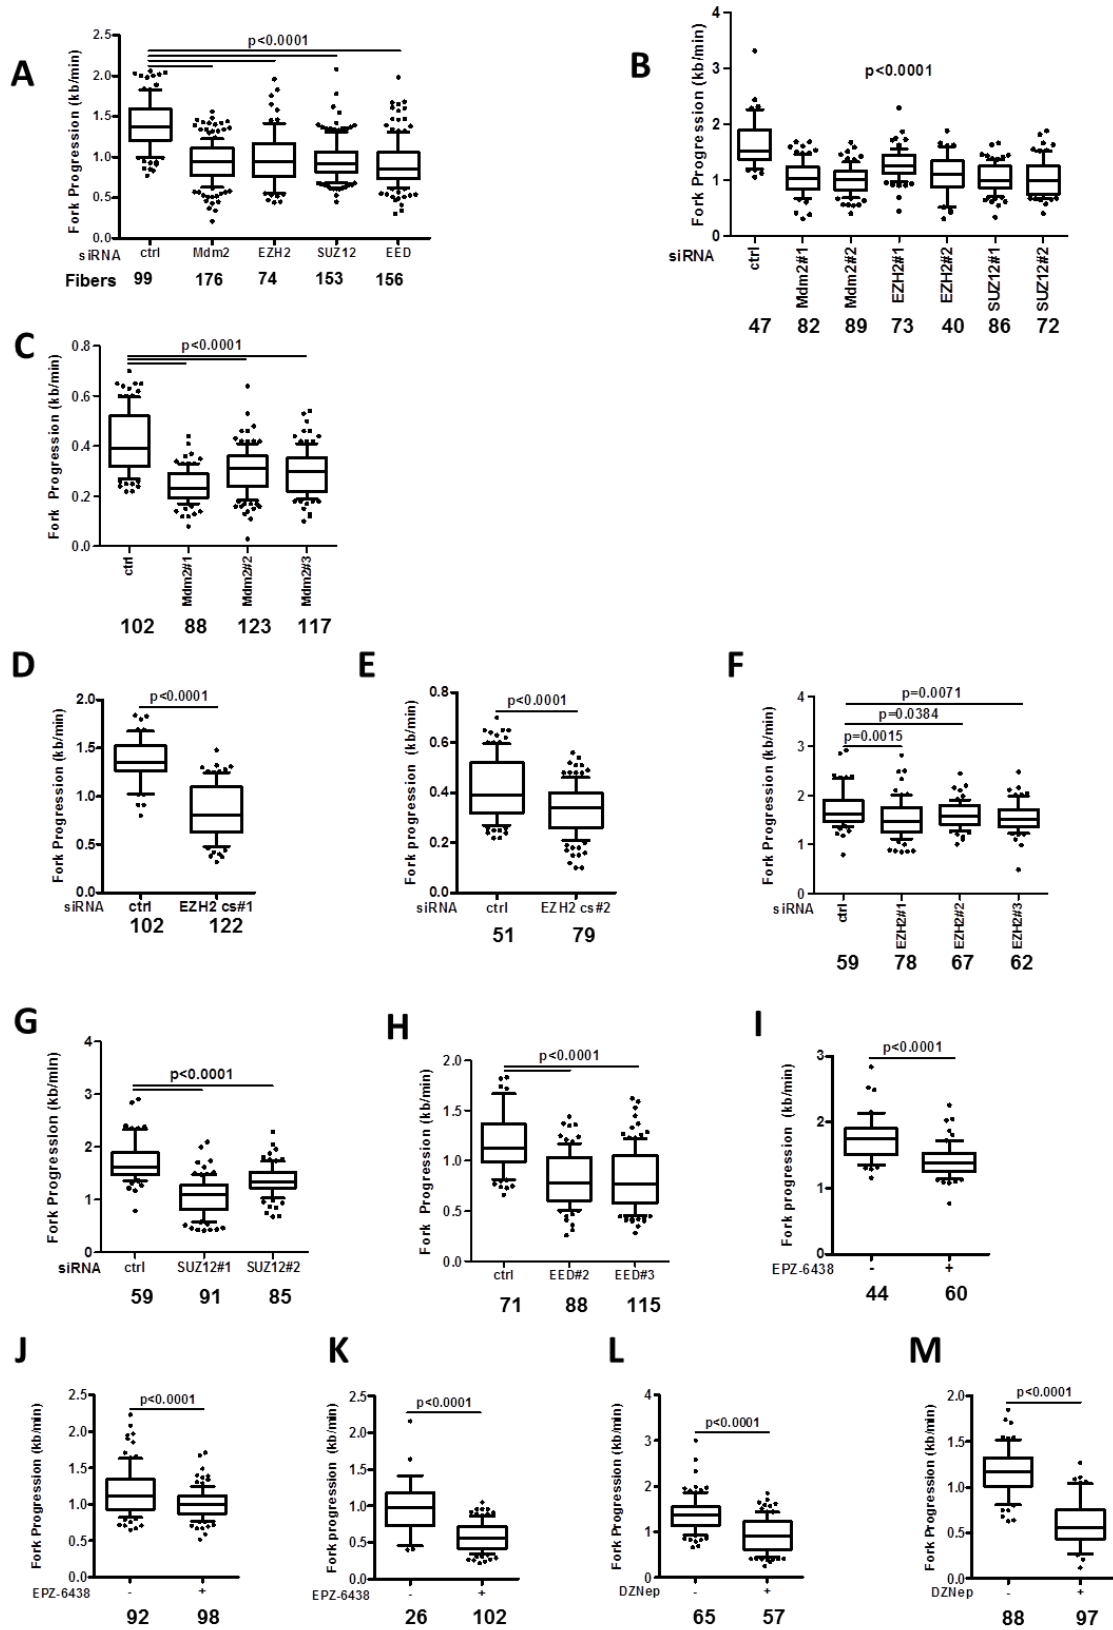 A
Fork Progression (kb/min)
2.5
2.0
1.5
1.0
0.5
0.0
p<0.0001
siRNA ctrl Mdm2 EZH2 SUZ12 EED
Fibers 99 176 74 153 156
B
Fork Progression (kb/min)
4
3
2
1
0
p<0.0001
siRNA ctrl Mdm2#1 Mdm2#2 EZH2#1 EZH2#2 SUZ12#1 SUZ12#2
47 82 89 73 40 86 72
C
Fork Progression (kb/min)
0.8
0.6
0.4
0.2
0.0
p<0.0001
ctrl Mdm2#1 Mdm2#2 Mdm2#3
102 88 123 117
D
Fork Progression (kb/min)
2.0
1.5
1.0
0.5
0.0
p<0.0001
siRNA ctrl EZH2 cs#1
102 122
E
Fork progression (kb/min)
0.8
0.6
0.4
0.2
0.0
p<0.0001
siRNA ctrl EZH2 cs#2
51 79
F
Fork Progression (kb/min)
4
3
2
1
0
p=0.0071
p=0.0384
p=0.0015
siRNA ctrl EZH2#1 EZH2#2 EZH2#3
59 78 67 62
G
Fork Progression (kb/min)
4
3
2
1
0
p<0.0001
siRNA ctrl SUZ12#1 SUZ12#2
59 91 85
H
Fork Progression (kb/min)
2.0
1.5
1.0
0.5
0.0
p<0.0001
ctrl EED#2 EED#3
71 88 115
I
Fork progression (kb/min)
3
2
1
0
p<0.0001
EPZ-6438 - +
44 60
J
Fork Progression (kb/min)
2.5
2.0
1.5
1.0
0.5
0.0
p<0.0001
EPZ-6438 - +
92 98
K
Fork progression (kb/min)
2.5
2.0
1.5
1.0
0.5
0.0
p<0.0001
EPZ-6438 - +
26 102
L
Fork Progression (kb/min)
4
3
2
1
0
p<0.0001
DZNep - +
65 57
M
Fork Progression (kb/min)
2.0
1.5
1.0
0.5
0.0
p<0.0001
DZNep - +
88 97